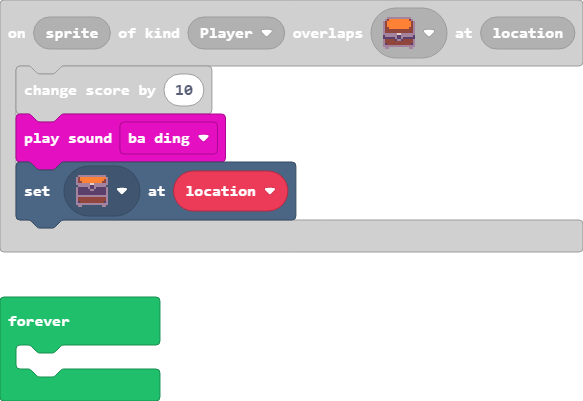 on sprite of kind Player overlaps at location
change score by 10
play sound ba ding
set at location
forever